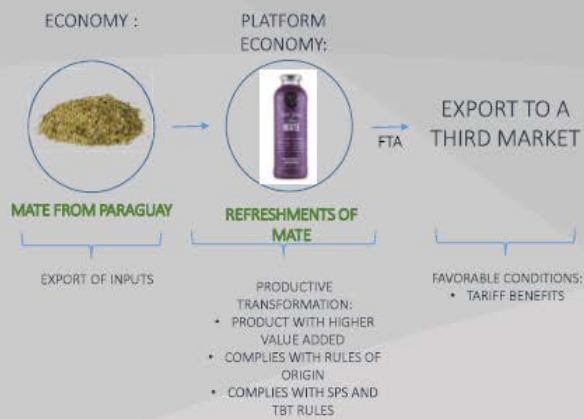 ECONOMY :
PLATFORM
ECONOMY:
MATE
FTA
EXPORT TO A
THIRD MARKET
MATE FROM PARAGUAY
REFRESHMENTS OF
MATE
EXPORT OF INPUTS
PRODUCTIVE
TRANSFORMATION:
• PRODUCT WITH HIGHER
VALUE ADDED
• COMPLIES WITH RULES OF
ORIGIN
• COMPLIES WITH SPS AND
TBT RULES
FAVORABLE CONDITIONS:
• TARIFF BENEFITS